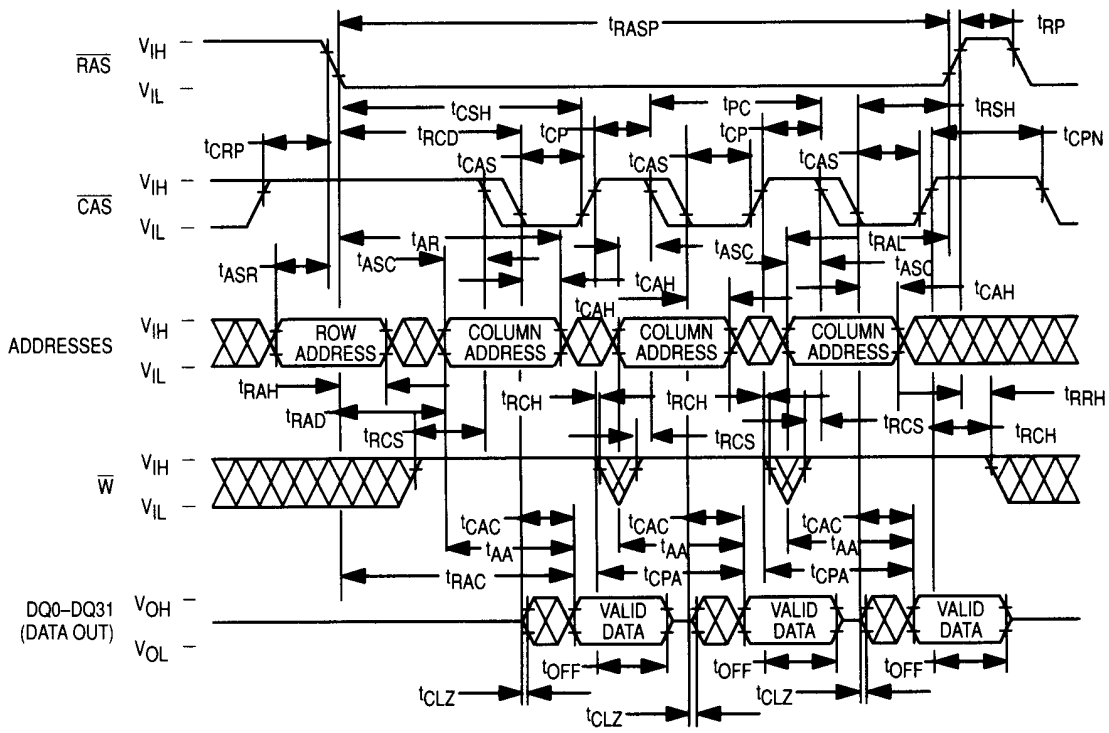 tRASP
tRP
RAS
VIH
VIL
tCSH
tPC
tRSH
tCRP
tRCD
tCP
tCP
tCPN
tCAS
tCAS
tCAS
CAS
VIH
VIL
tAR
tRAL
tASR
tASC
tASC
tASC
tCAH
tCAH
tCAH
ADDRESSES
VIH
VIL
ROW ADDRESS
COLUMN ADDRESS
COLUMN ADDRESS
COLUMN ADDRESS
tRAH
tRCH
tRCH
tRRH
tRAD
tRCS
tRCS
tRCS
tRCH
W
VIH
VIL
tCAC
tCAC
tCAC
tAA
tAA
tAA
tRAC
tCPA
tCPA
DQ0–DQ31
(DATA OUT)
VOH
VOL
VALID DATA
VALID DATA
VALID DATA
tOFF
tOFF
tOFF
tCLZ
tCLZ
tCLZ